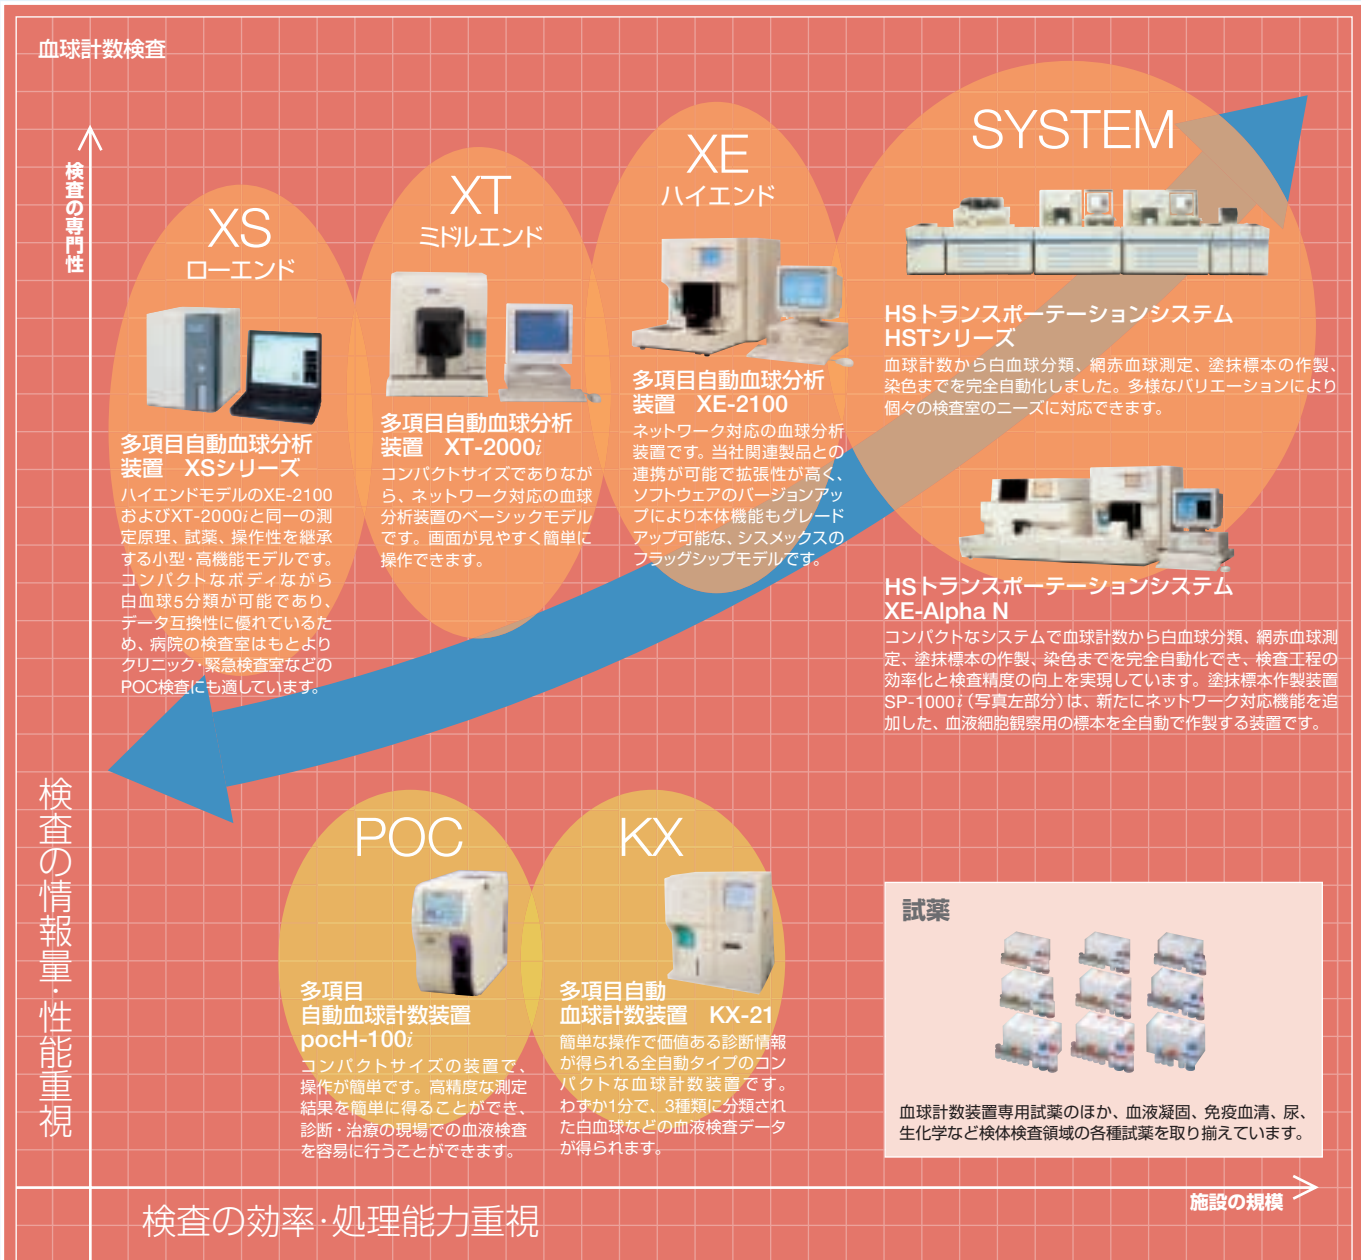 血球計数検査
検査の専門性
XS
ローエンド
多項目自動血球分析
装置　XSシリーズ
ハイエンドモデルのXE-2100
およびXT-2000iと同一の測
定原理、試薬、操作性を継承
する小型・高機能モデルです。
コンパクトなボディながら
白血球5分類が可能であり、
データ互換性に優れているた
め、病院の検査室はもとより
クリニック・緊急検査室などの
POC検査にも適しています。
XT
ミドルエンド
多項目自動血球分析
装置　XT-2000i
コンパクトサイズでありなが
ら、ネットワーク対応の血球
分析装置のベーシックモデル
です。画面が見やすく簡単に
操作できます。
XE
ハイエンド
多項目自動血球分析
装置　XE-2100
ネットワーク対応の血球分析
装置です。当社関連製品との
連携が可能で拡張性が高く、
ソフトウェアのバージョンアッ
プにより本体機能もグレード
アップ可能な、シスメックスの
フラッグシップモデルです。
SYSTEM
HSトランスポーテーションシステム
HSTシリーズ
血球計数から白血球分類、網赤血球測定、塗抹標本の作製、
染色までを完全自動化しました。多様なバリエーションにより
個々の検査室のニーズに対応できます。
HSトランスポーテーションシステム
XE-Alpha N
コンパクトなシステムで血球計数から白血球分類、網赤血球測
定、塗抹標本の作製、染色までを完全自動化でき、検査工程の
効率化と検査精度の向上を実現しています。塗抹標本作製装置
SP-1000i（写真左部分）は、新たにネットワーク対応機能を追
加した、血液細胞観察用の標本を全自動で作製する装置です。
検査の情報量・性能重視
POC
多項目
自動血球計数装置
pocH-100i
コンパクトサイズの装置で、
操作が簡単です。高精度な測定
結果を簡単に得ることができ、
診断・治療の現場での血液検査
を容易に行うことができます。
KX
多項目自動
血球計数装置　KX-21
簡単な操作で価値ある診断情報
が得られる全自動タイプのコン
パクトな血球計数装置です。
わずか1分で、3種類に分類され
た白血球などの血液検査データ
が得られます。
試薬
血球計数装置専用試薬のほか、血液凝固、免疫血清、尿、
生化学など検体検査領域の各種試薬を取り揃えています。
施設の規模
検査の効率・処理能力重視